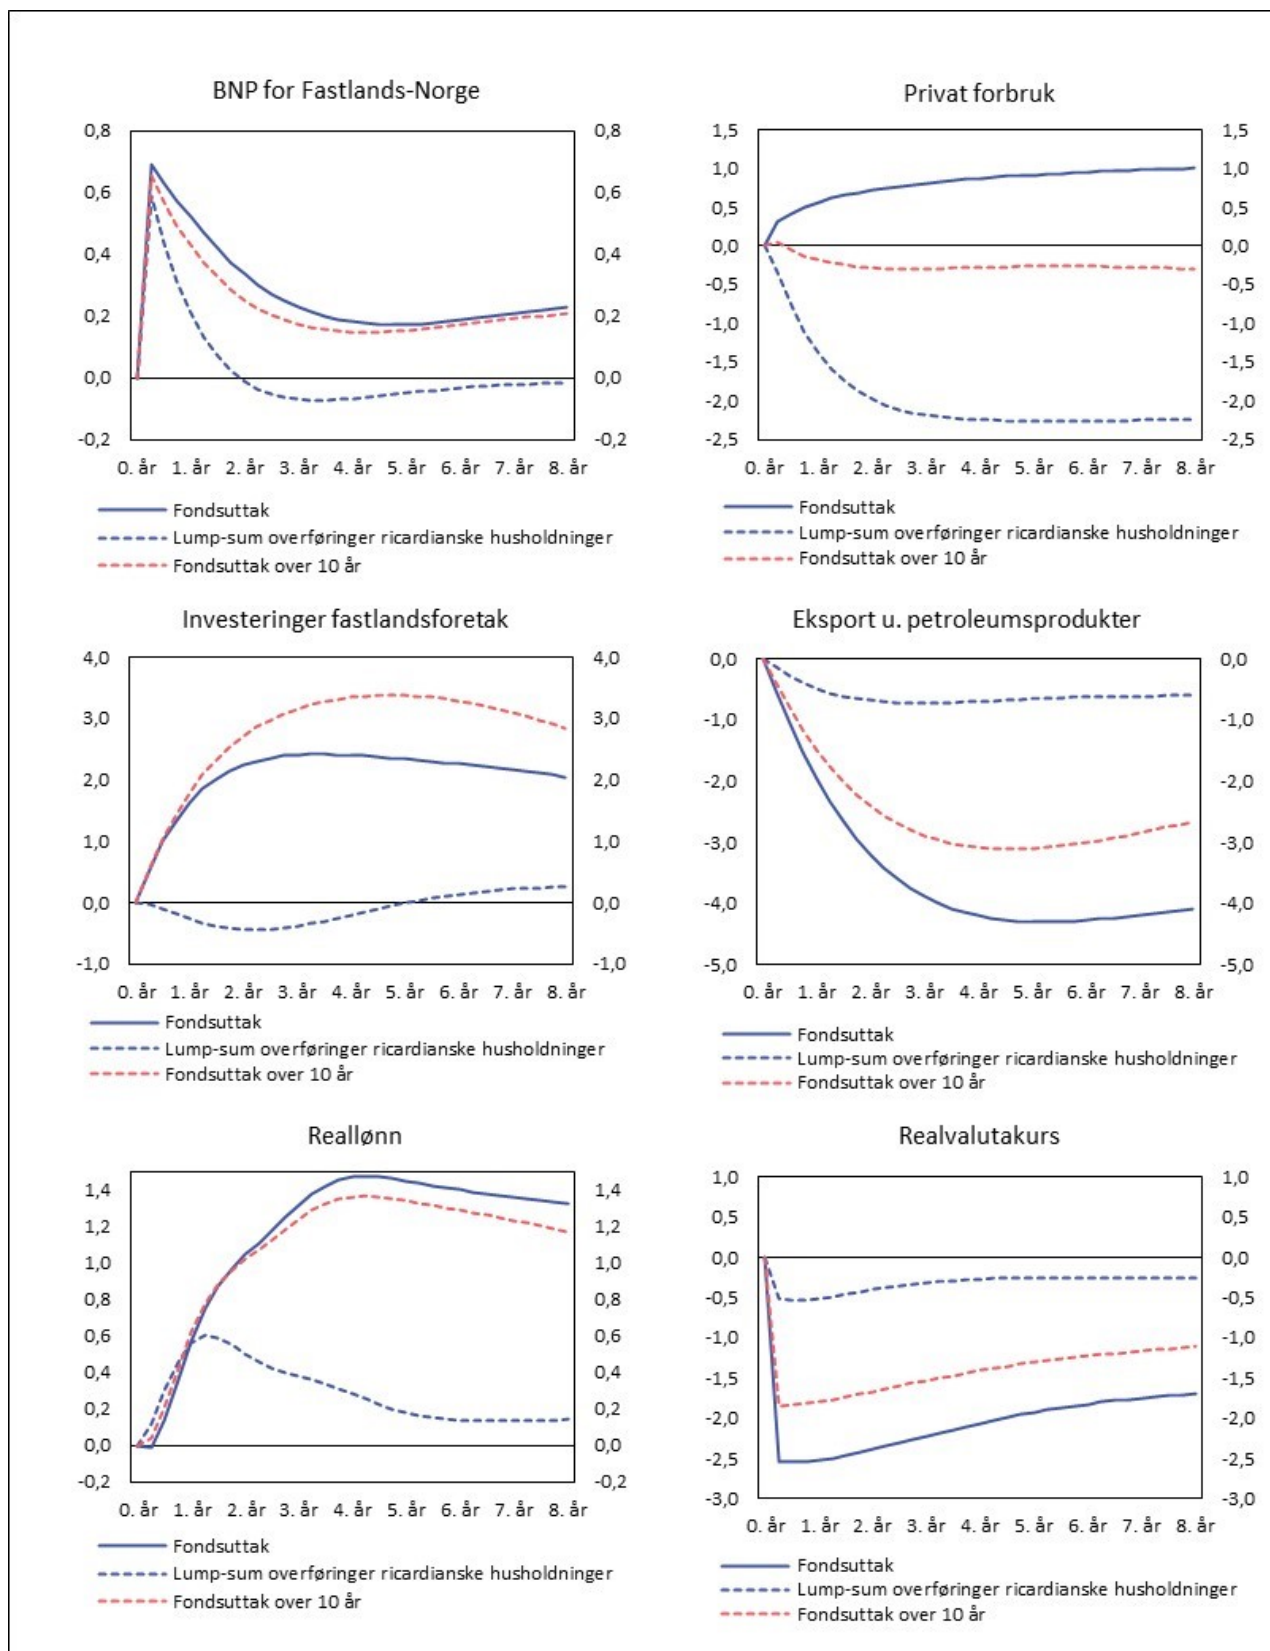 BNP for Fastlands-Norge
0,8 0,8
0,6 0,6
0,4 0,4
0,2 0,2
0,0 0,0
-0,2 -0,2
0. år 1. år 2. år 3. år 4. år 5. år 6. år 7. år 8. år
Fondsuttak
Lump-sum overføringer ricardianske husholdninger
Fondsuttak over 10 år
Privat forbruk
1,5 1,5
1,0 1,0
0,5 0,5
0,0 0,0
-0,5 -0,5
-1,0 -1,0
-1,5 -1,5
-2,0 -2,0
-2,5 -2,5
0. år 1. år 2. år 3. år 4. år 5. år 6. år 7. år 8. år
Fondsuttak
Lump-sum overføringer ricardianske husholdninger
Fondsuttak over 10 år
Investeringer fastlandsforetak
4,0 4,0
3,0 3,0
2,0 2,0
1,0 1,0
0,0 0,0
-1,0 -1,0
0. år 1. år 2. år 3. år 4. år 5. år 6. år 7. år 8. år
Fondsuttak
Lump-sum overføringer ricardianske husholdninger
Fondsuttak over 10 år
Eksport u. petroleumsprodukter
0,0 0,0
-1,0 -1,0
-2,0 -2,0
-3,0 -3,0
-4,0 -4,0
-5,0 -5,0
0. år 1. år 2. år 3. år 4. år 5. år 6. år 7. år 8. år
Fondsuttak
Lump-sum overføringer ricardianske husholdninger
Fondsuttak over 10 år
Reallønn
1,4 1,4
1,2 1,2
1,0 1,0
0,8 0,8
0,6 0,6
0,4 0,4
0,2 0,2
0,0 0,0
-0,2 -0,2
0. år 1. år 2. år 3. år 4. år 5. år 6. år 7. år 8. år
Fondsuttak
Lump-sum overføringer ricardianske husholdninger
Fondsuttak over 10 år
Realvalutakurs
1,0 1,0
0,5 0,5
0,0 0,0
-0,5 -0,5
-1,0 -1,0
-1,5 -1,5
-2,0 -2,0
-2,5 -2,5
-3,0 -3,0
0. år 1. år 2. år 3. år 4. år 5. år 6. år 7. år 8. år
Fondsuttak
Lump-sum overføringer ricardianske husholdninger
Fondsuttak over 10 år